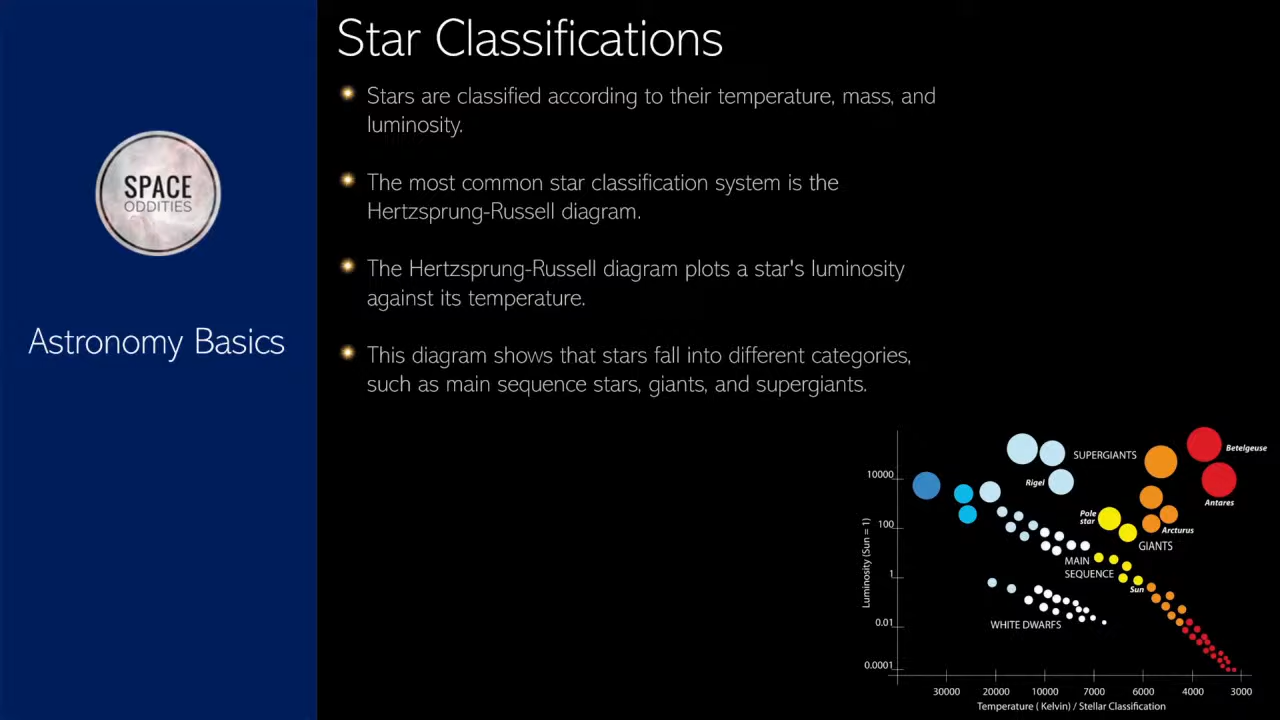 Star Classifications
Stars are classified according to their temperature, mass, and
luminosity.
The most common star classification system is the
Hertzsprung-Russell diagram.
The Hertzsprung-Russell diagram plots a star's luminosity
against its temperature.
This diagram shows that stars fall into different categories,
such as main sequence stars, giants, and supergiants.
SPACE
ODDITIES
Astronomy Basics
Luminosity (Sun = 1)
10000
100
1
0.01
0.0001
SUPERGIANTS
Betelgeuse
Rigel
Antares
Pole
star
Arcturus
GIANTS
MAIN
SEQUENCE
Sun
WHITE DWARFS
30000 20000 10000 7000 6000 4000 3000
Temperature ( Kelvin) / Stellar Classification